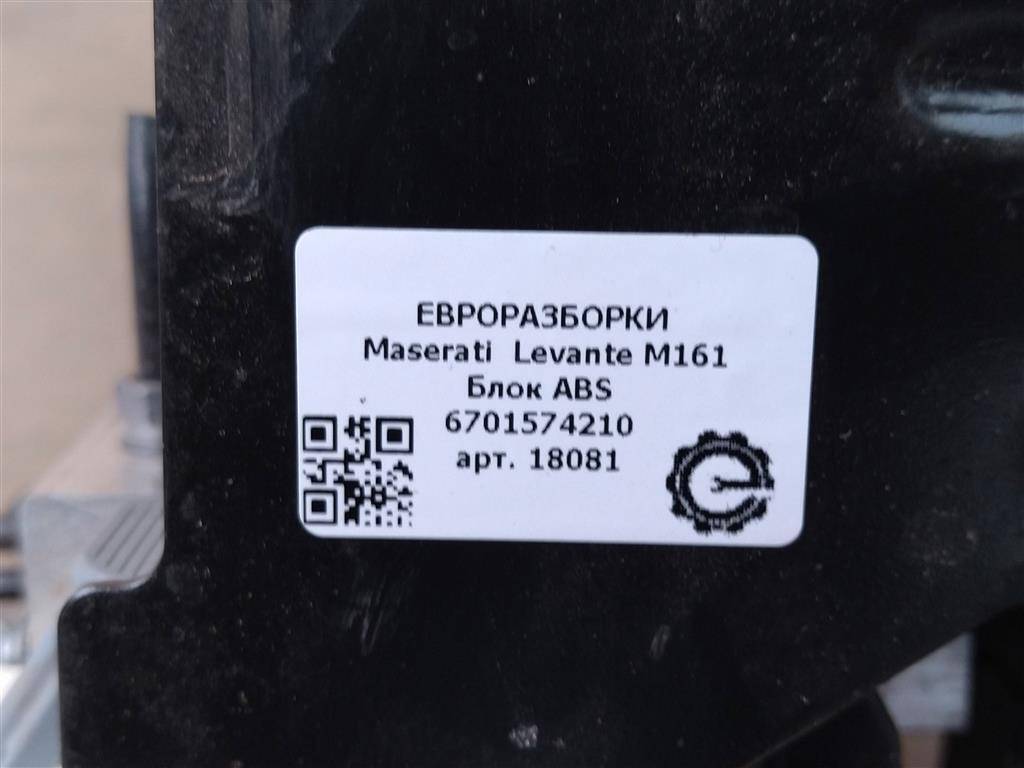 ЕВРОРАЗБОРКИ
Maserati Levante M161
Блок ABS
6701574210
арт. 18081